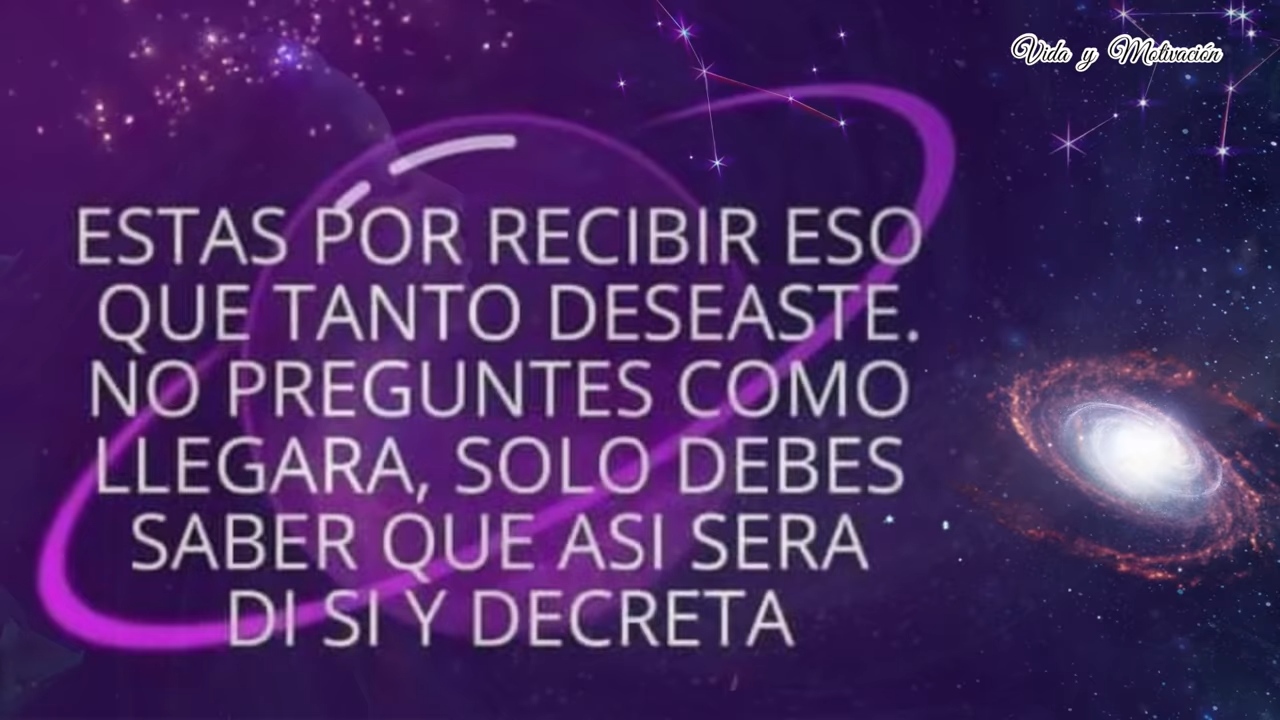 Vida y Motivación
ESTAS POR RECIBIR ESO
QUE TANTO DESEASTE.
NO PREGUNTES COMO
LLEGARA, SOLO DEBES
SABER QUE ASI SERA
DI SI Y DECRETA